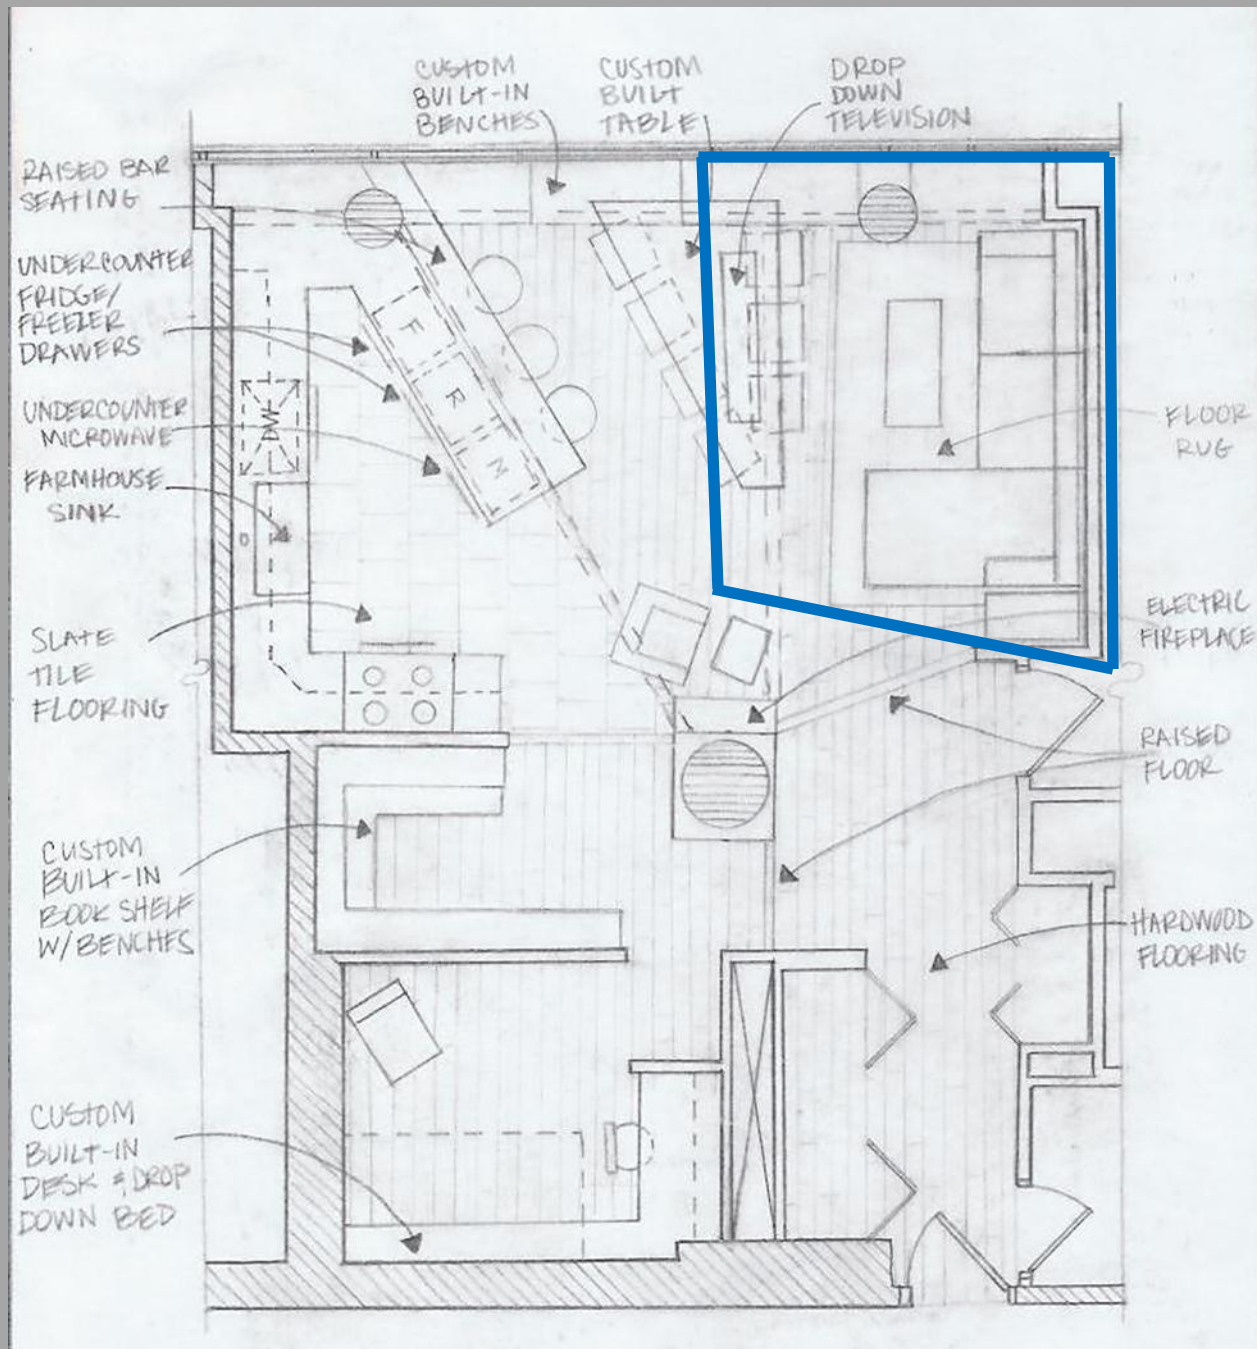 CUSTOM
BUILT-IN
BENCHES
CUSTOM
BUILT
TABLE
DROP
DOWN
TELEVISION
RAISED BAR
SEATING
UNDERCOUNTER
FRIDGE/
FREEZER
DRAWERS
UNDERCOUNTER
MICROWAVE
FARMHOUSE
SINK
SLATE
TILE
FLOORING
CUSTOM
BUILT-IN
BOOK SHELF
W/BENCHES
CUSTOM
BUILT-IN
DESK & DROP
DOWN BED
F
R
M
DW
FLOOR
RUG
ELECTRIC
FIREPLACE
RAISED
FLOOR
HARDWOOD
FLOORING